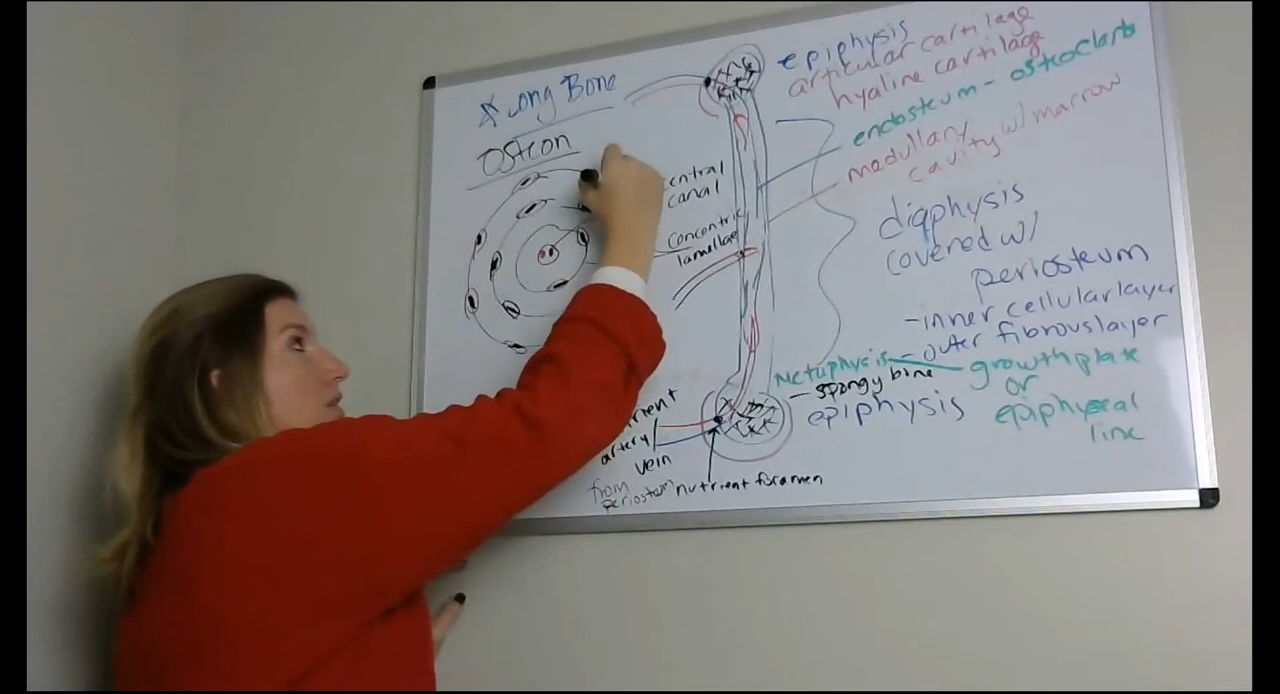 Long Bone
Osteon
central
canal
concentric
lamellae
artery/
vein
from
periosteum
nutrient foramen
epiphysis
articular cartilage
hyaline cartilage
endosteum - osteoclasts
medullary
cavity w/ marrow
diaphysis
covered w/
periosteum
- inner cellular layer
- outer fibrous layer
Metaphysis - growth plate
or
epiphyseal
line
- spongy bone
epiphysis